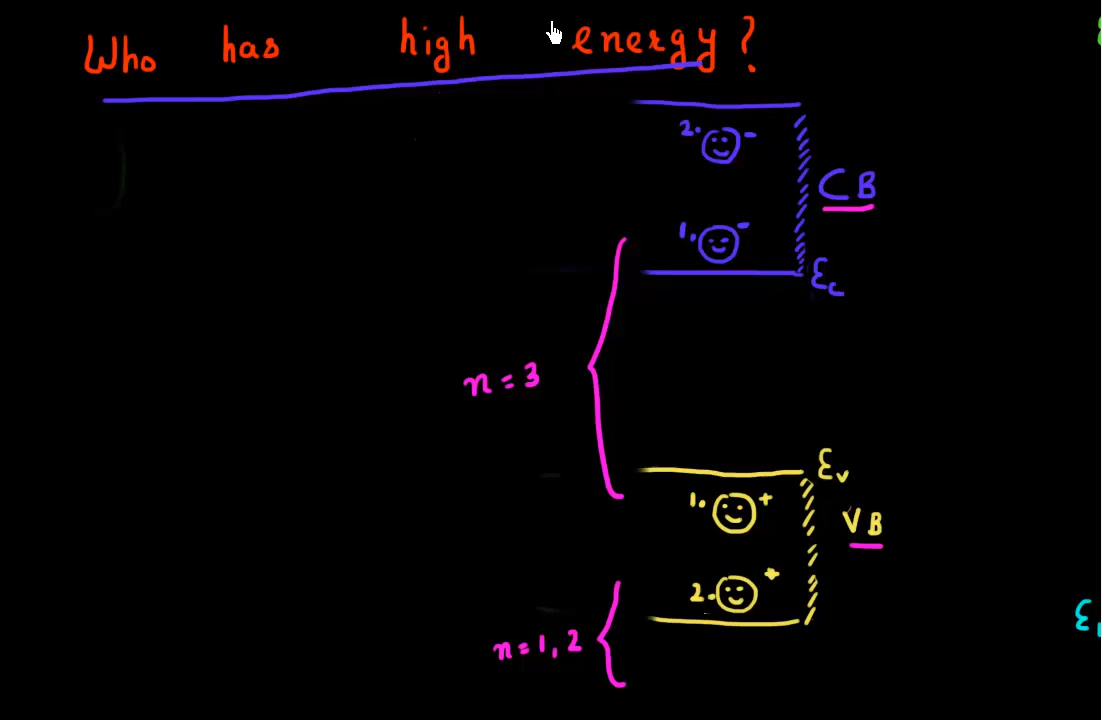 Who has high energy?
2. -
CB
1. -
Ec
n = 3
Ev
1. +
VB
2. +
n = 1, 2